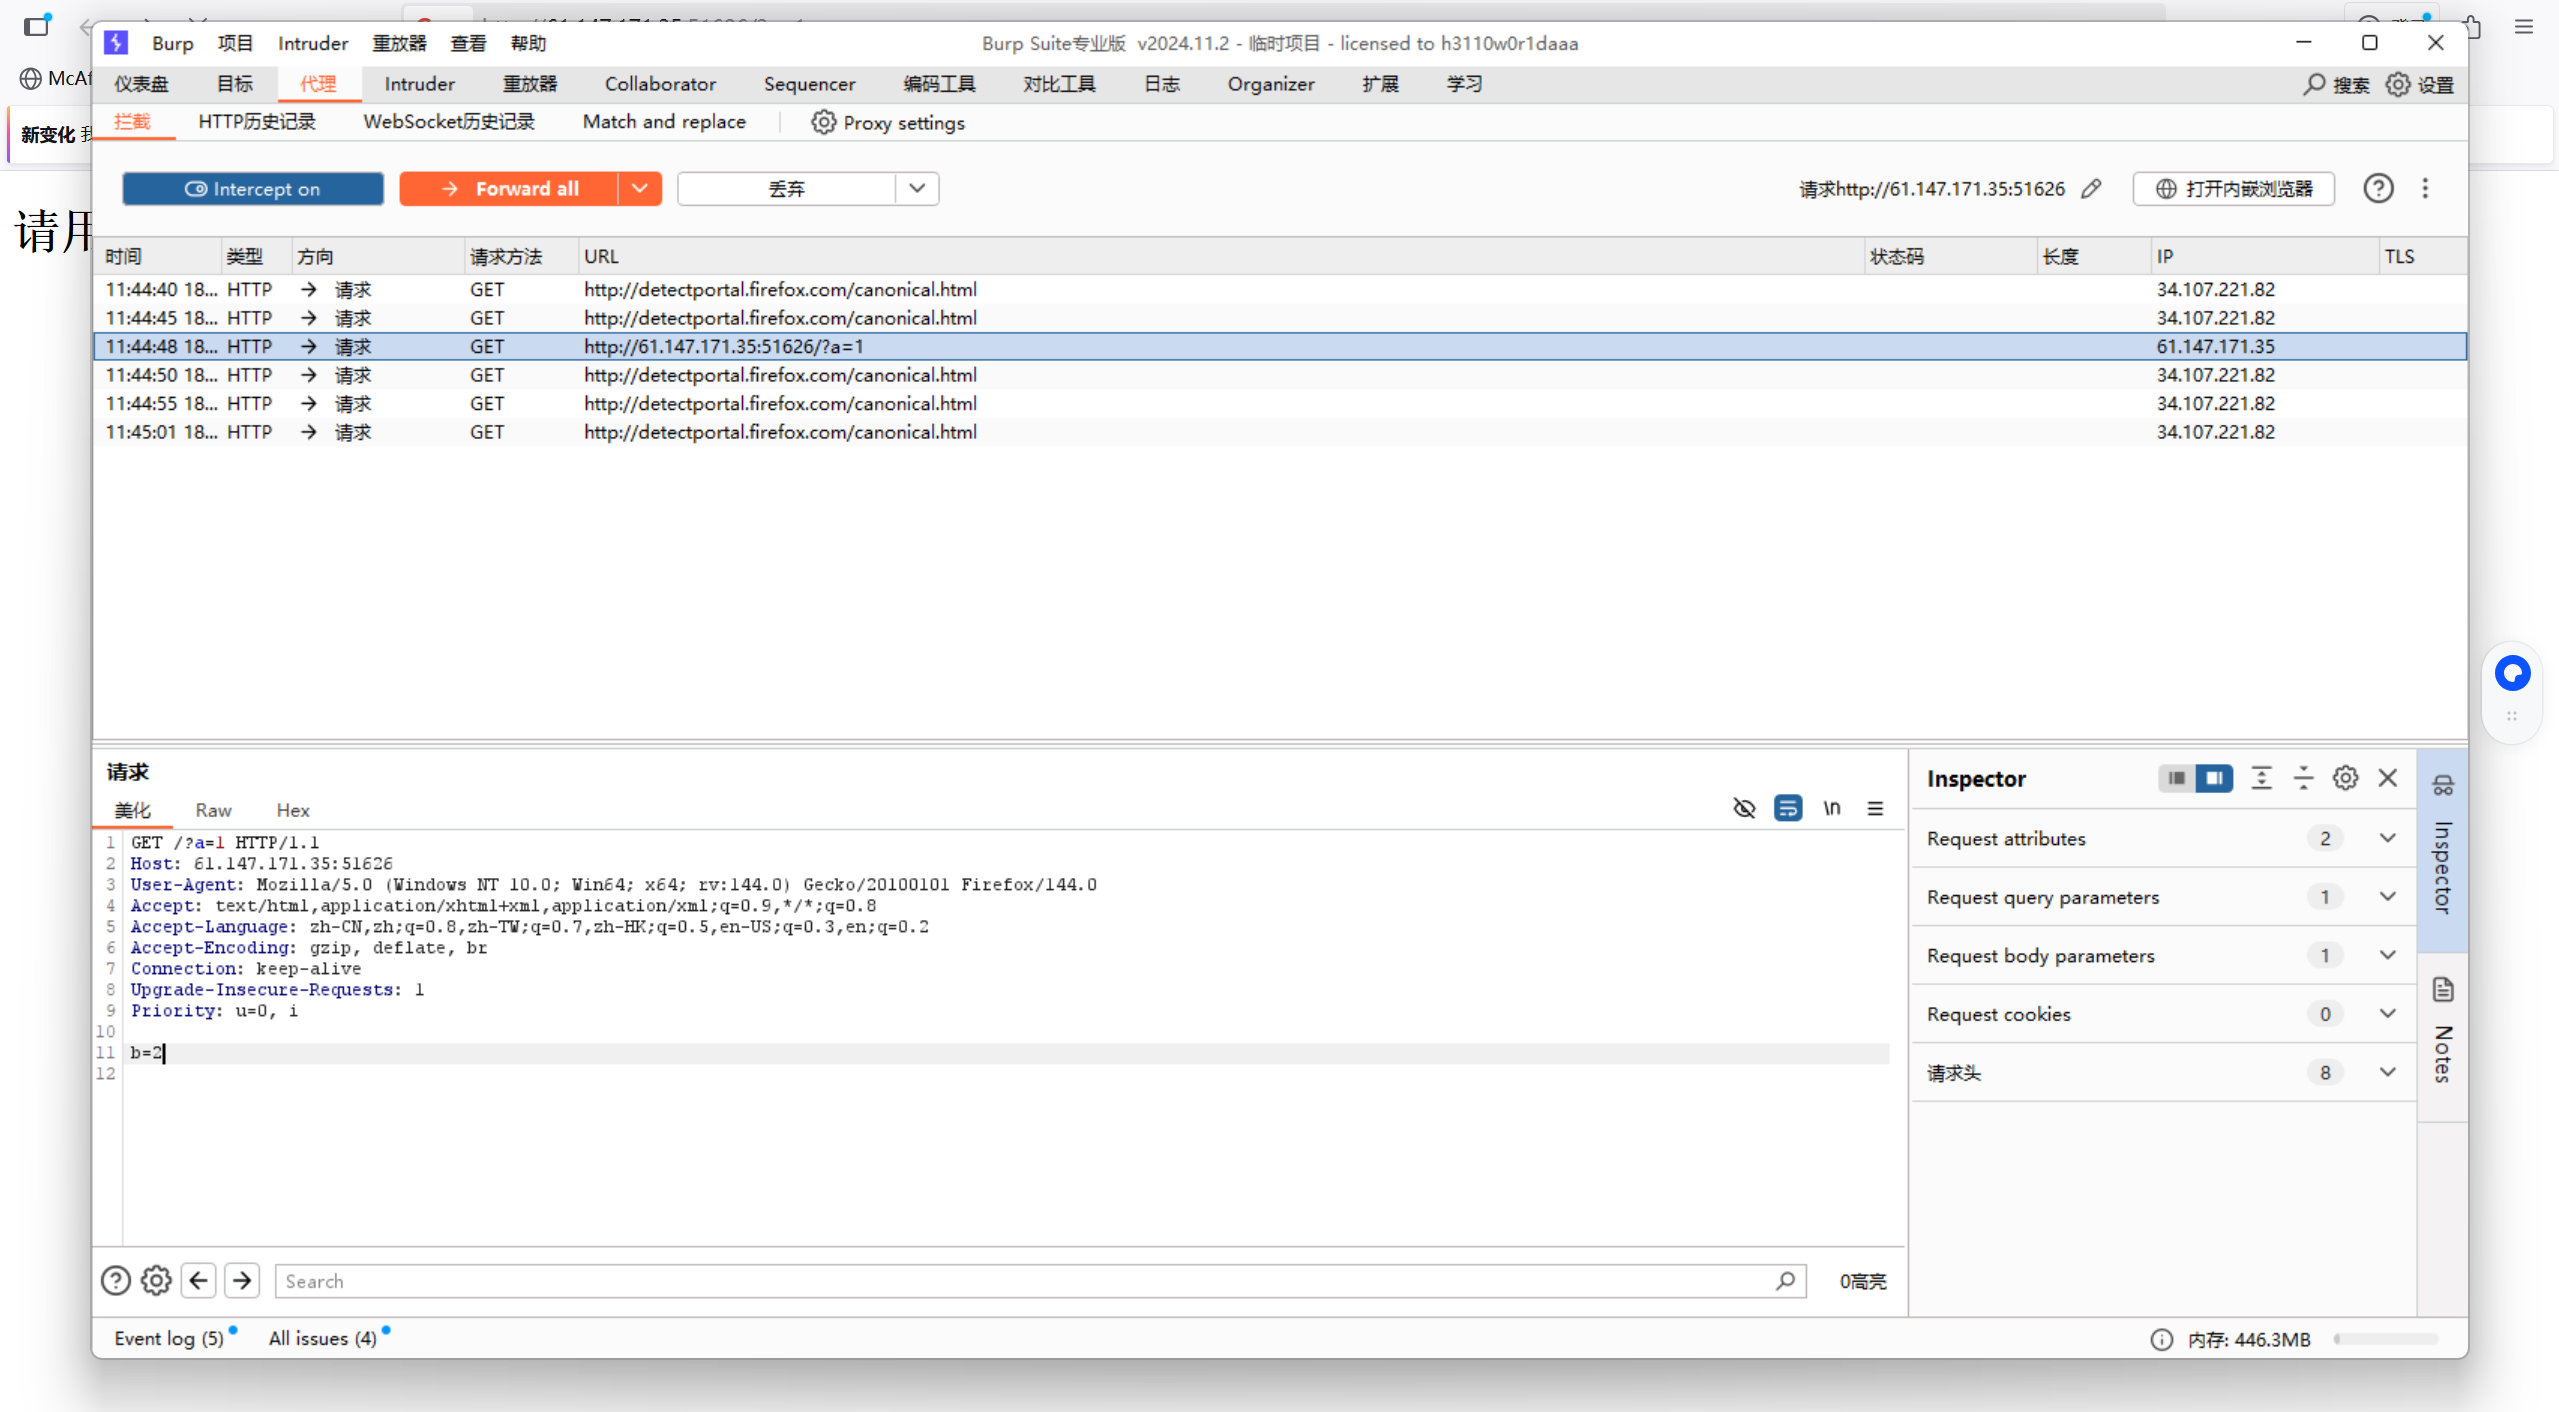 Burp 项目 Intruder 重放器 查看 帮助 Burp Suite专业版 v2024.11.2 - 临时项目 - licensed to h3110w0r1daaa
McAf
仪表盘 目标 代理 Intruder 重放器 Collaborator Sequencer 编码工具 对比工具 日志 Organizer 扩展 学习 搜索 设置
新变化
拦截 HTTP历史记录 WebSocket历史记录 Match and replace Proxy settings
Intercept on Forward all 丢弃 请求http://61.147.171.35:51626 打开内嵌浏览器
请用
时间 类型 方向 请求方法 URL 状态码 长度 IP TLS
11:44:40 18... HTTP → 请求 GET http://detectportal.firefox.com/canonical.html 34.107.221.82
11:44:45 18... HTTP → 请求 GET http://detectportal.firefox.com/canonical.html 34.107.221.82
11:44:48 18... HTTP → 请求 GET http://61.147.171.35:51626/?a=1 61.147.171.35
11:44:50 18... HTTP → 请求 GET http://detectportal.firefox.com/canonical.html 34.107.221.82
11:44:55 18... HTTP → 请求 GET http://detectportal.firefox.com/canonical.html 34.107.221.82
11:45:01 18... HTTP → 请求 GET http://detectportal.firefox.com/canonical.html 34.107.221.82
请求
美化 Raw Hex \n
1 GET /?a=1 HTTP/1.1
2 Host: 61.147.171.35:51626
3 User-Agent: Mozilla/5.0 (Windows NT 10.0; Win64; x64; rv:144.0) Gecko/20100101 Firefox/144.0
4 Accept: text/html,application/xhtml+xml,application/xml;q=0.9,*/*;q=0.8
5 Accept-Language: zh-CN,zh;q=0.8,zh-TW;q=0.7,zh-HK;q=0.5,en-US;q=0.3,en;q=0.2
6 Accept-Encoding: gzip, deflate, br
7 Connection: keep-alive
8 Upgrade-Insecure-Requests: 1
9 Priority: u=0, i
10
11 b=2
12
Inspector
Request attributes 2
Request query parameters 1
Request body parameters 1
Request cookies 0
请求头 8
Inspector
Notes
Search 0高亮
Event log (5) All issues (4) 内存: 446.3MB